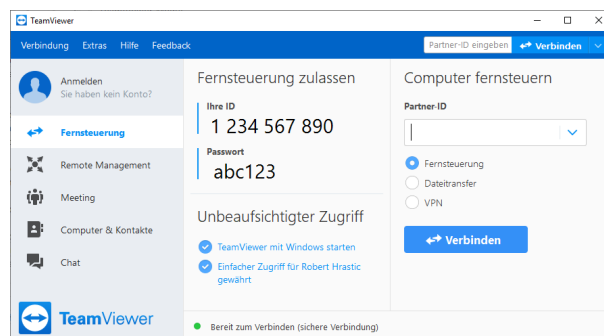 TeamViewer
Verbindung Extras Hilfe Feedback
Partner-ID eingeben
Verbinden
Anmelden
Sie haben kein Konto?
Fernsteuerung
Remote Management
Meeting
Computer & Kontakte
Chat
TeamViewer
Fernsteuerung zulassen
Ihre ID
1 234 567 890
Passwort
abc123
Unbeaufsichtigter Zugriff
TeamViewer mit Windows starten
Einfacher Zugriff für Robert Hrastic
gewährt
Computer fernsteuern
Partner-ID
Fernsteuerung
Dateitransfer
VPN
Verbinden
Bereit zum Verbinden (sichere Verbindung)